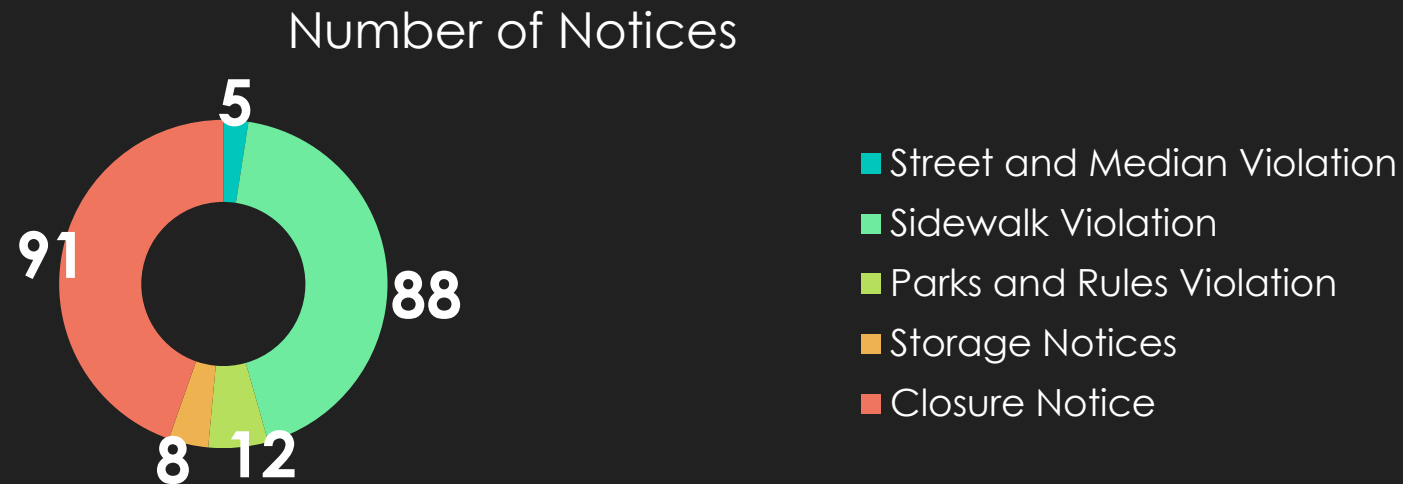 Number of Notices
5
91
88
8
12
Street and Median Violation
Sidewalk Violation
Parks and Rules Violation
Storage Notices
Closure Notice